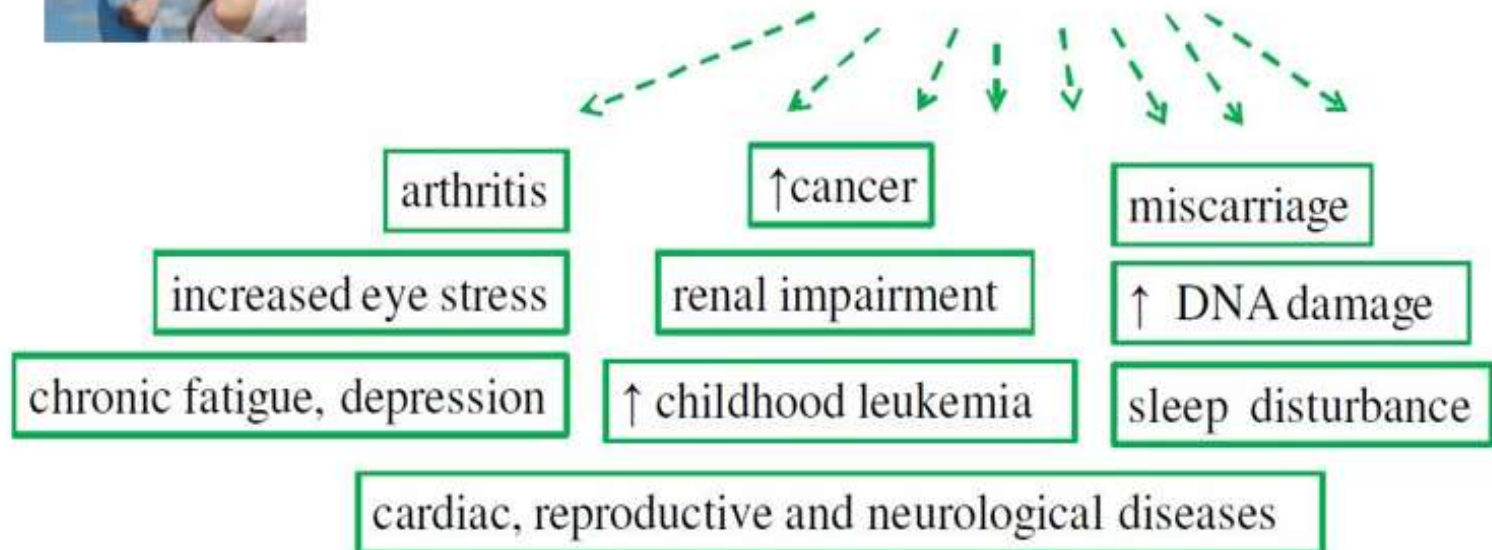 arthritis
↑cancer
miscarriage
increased eye stress
renal impairment
↑ DNA damage
chronic fatigue, depression
↑ childhood leukemia
sleep disturbance
cardiac, reproductive and neurological diseases